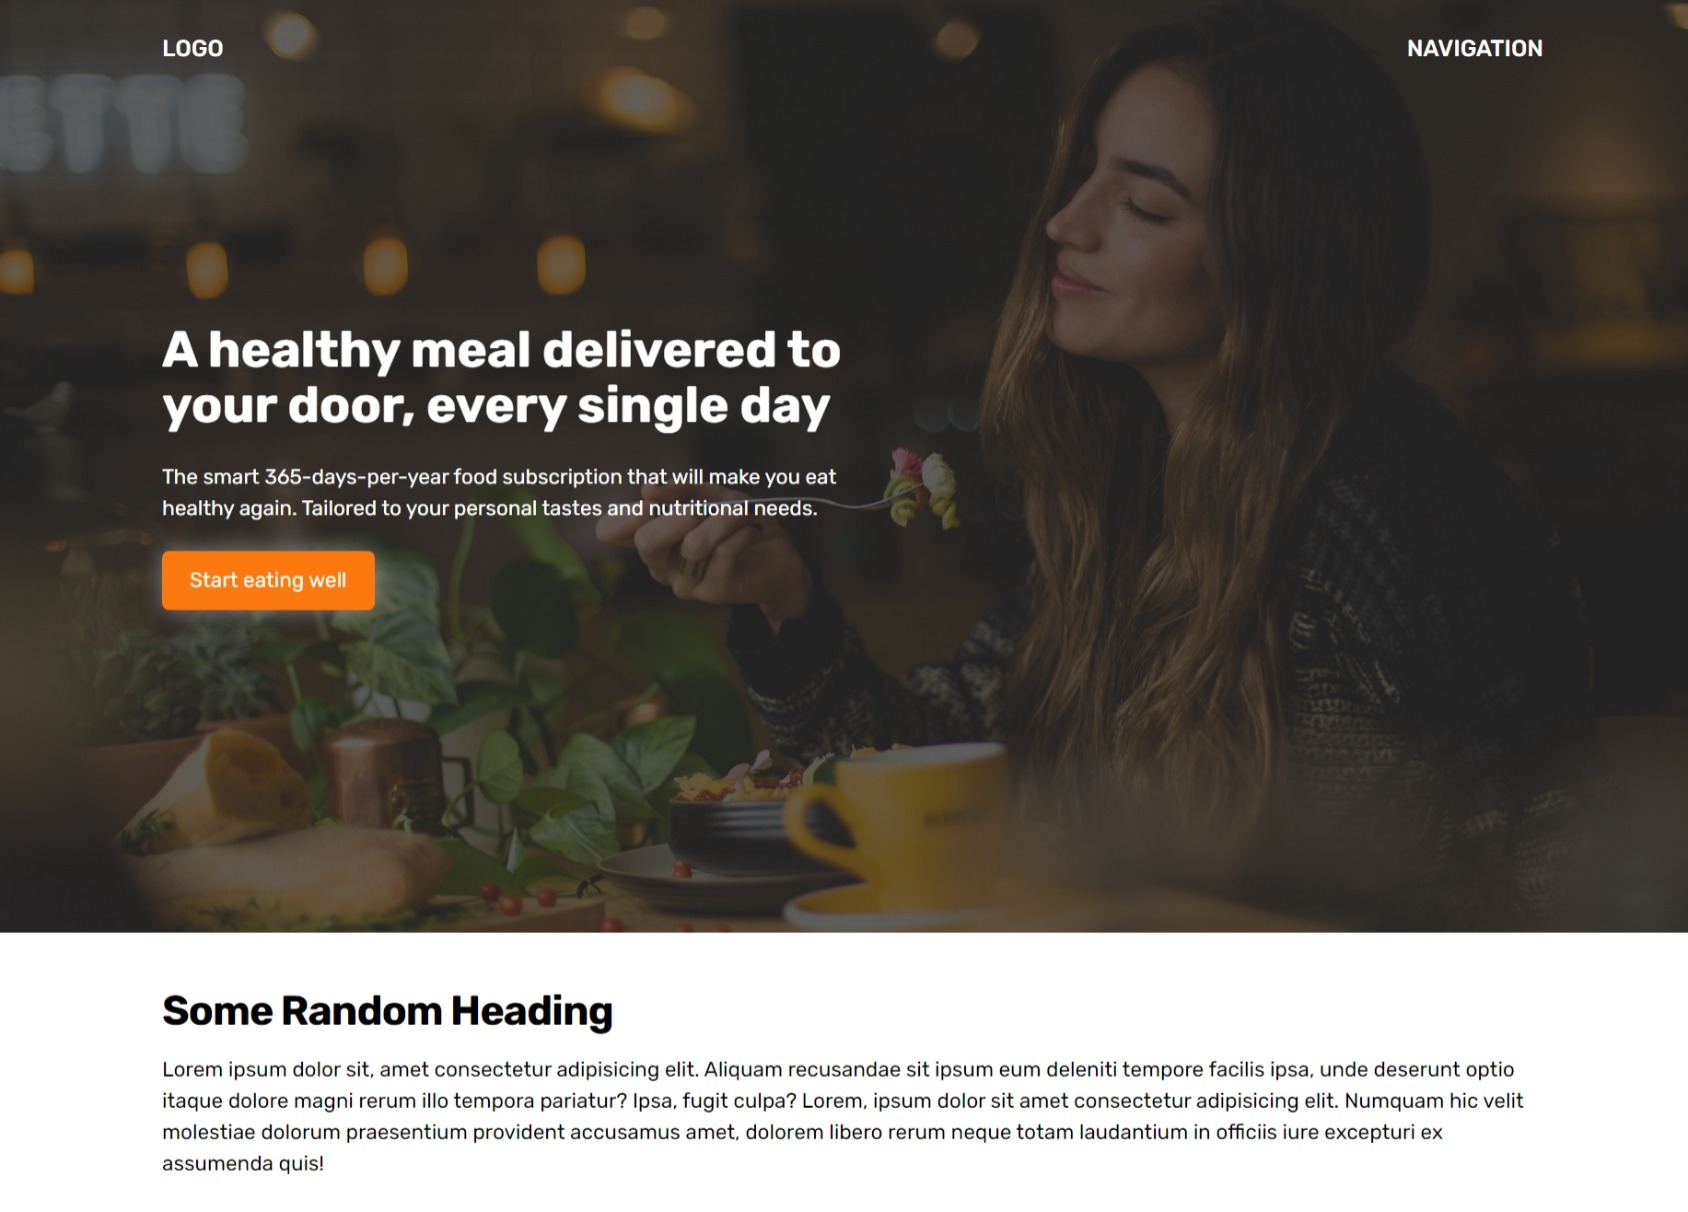 LOGO
NAVIGATION
ETTE
A healthy meal delivered to
your door, every single day
The smart 365-days-per-year food subscription that will make you eat
healthy again. Tailored to your personal tastes and nutritional needs.
Start eating well
Some Random Heading
Lorem ipsum dolor sit, amet consectetur adipisicing elit. Aliquam recusandae sit ipsum eum deleniti tempore facilis ipsa, unde deserunt optio
itaque dolore magni rerum illo tempora pariatur? Ipsa, fugit culpa? Lorem, ipsum dolor sit amet consectetur adipisicing elit. Numquam hic velit
molestiae dolorum praesentium provident accusamus amet, dolorem libero rerum neque totam laudantium in officiis iure excepturi ex
assumenda quis!